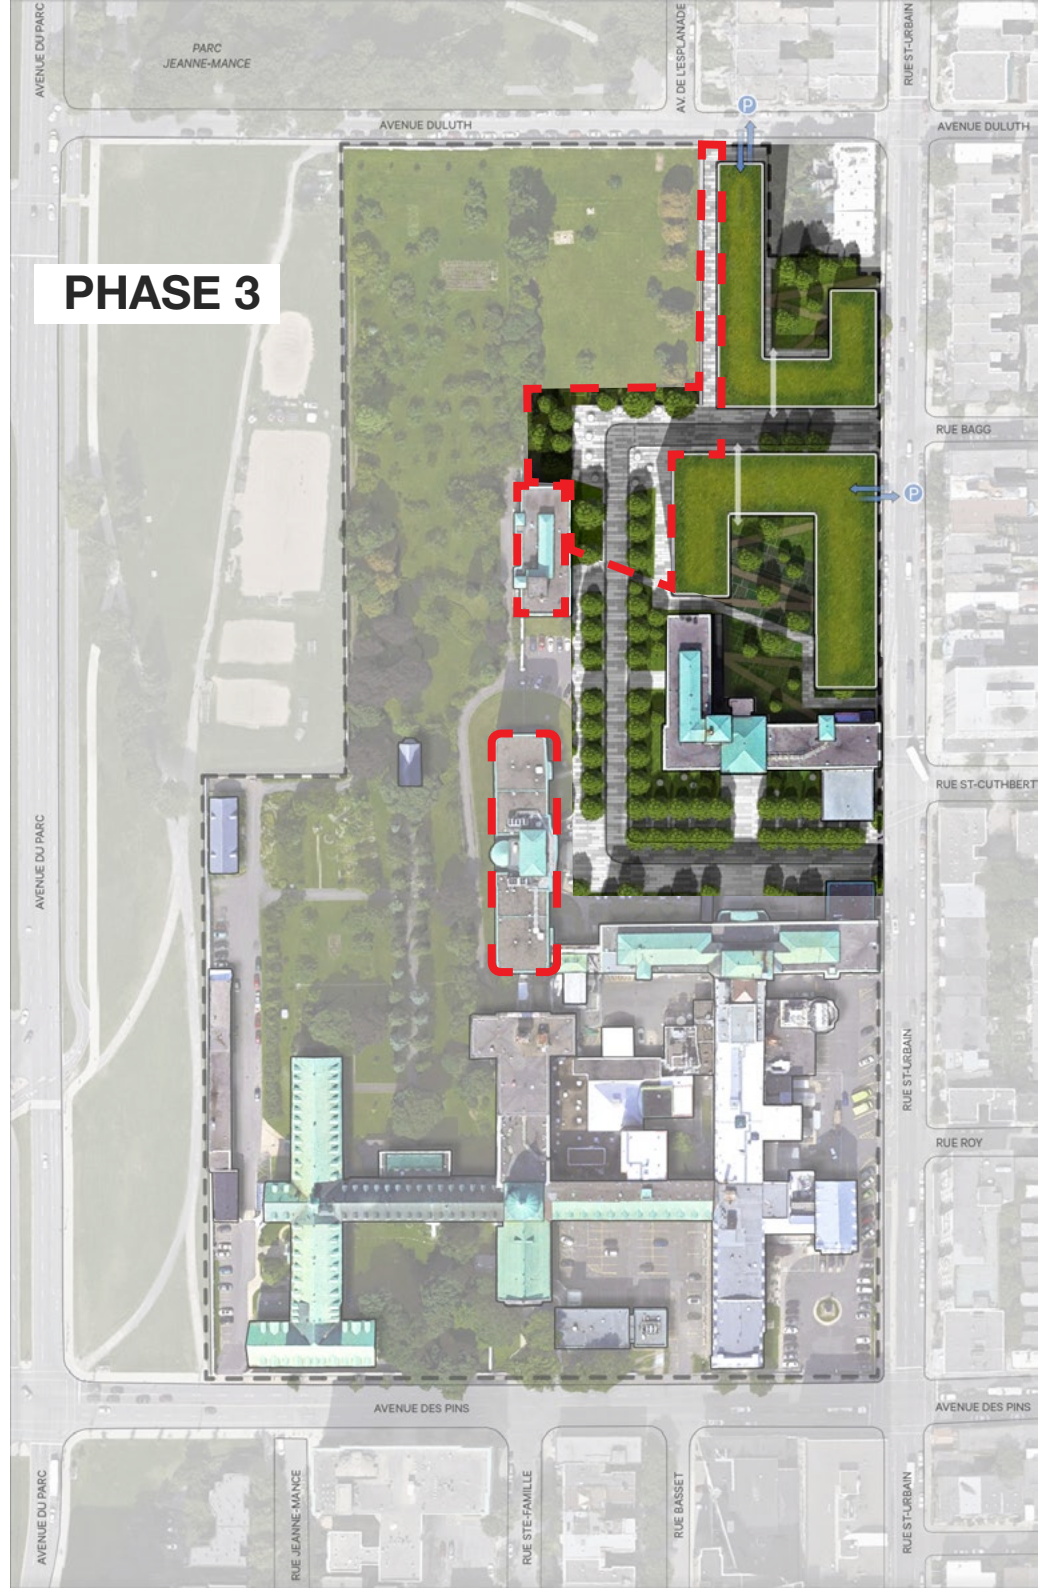 AVENUE DU PARC
PARC
JEANNE-MANCE
AV. DE L'ESPLANADE
RUE ST-URBAIN
P
AVENUE DULUTH
AVENUE DULUTH
PHASE 3
RUE BAGG
P
RUE ST-CUTHBERT
AVENUE DU PARC
RUE ST-URBAIN
RUE ROY
AVENUE DES PINS
AVENUE DES PINS
AVENUE DU PARC
RUE JEANNE-MANCE
RUE STE-FAMILLE
RUE BASSET
RUE ST-URBAIN